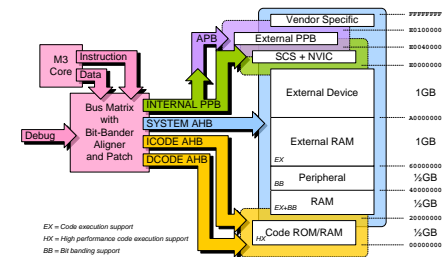 Vendor Specific
FFFFFFFF
E0100000
APB
External PPB
E0040000
M3
Core
Instruction
Data
SCS + NVIC
E0000000
Bus Matrix
with
Bit-Bander
Aligner
and Patch
Debug
INTERNAL PPB
SYSTEM AHB
ICODE AHB
DCODE AHB
External Device
1GB
A0000000
External RAM
EX
1GB
60000000
Peripheral
BB
½GB
40000000
RAM
EX+BB
½GB
20000000
Code ROM/RAM
HX
½GB
00000000
EX = Code execution support
HX = High performance code execution support
BB = Bit banding support